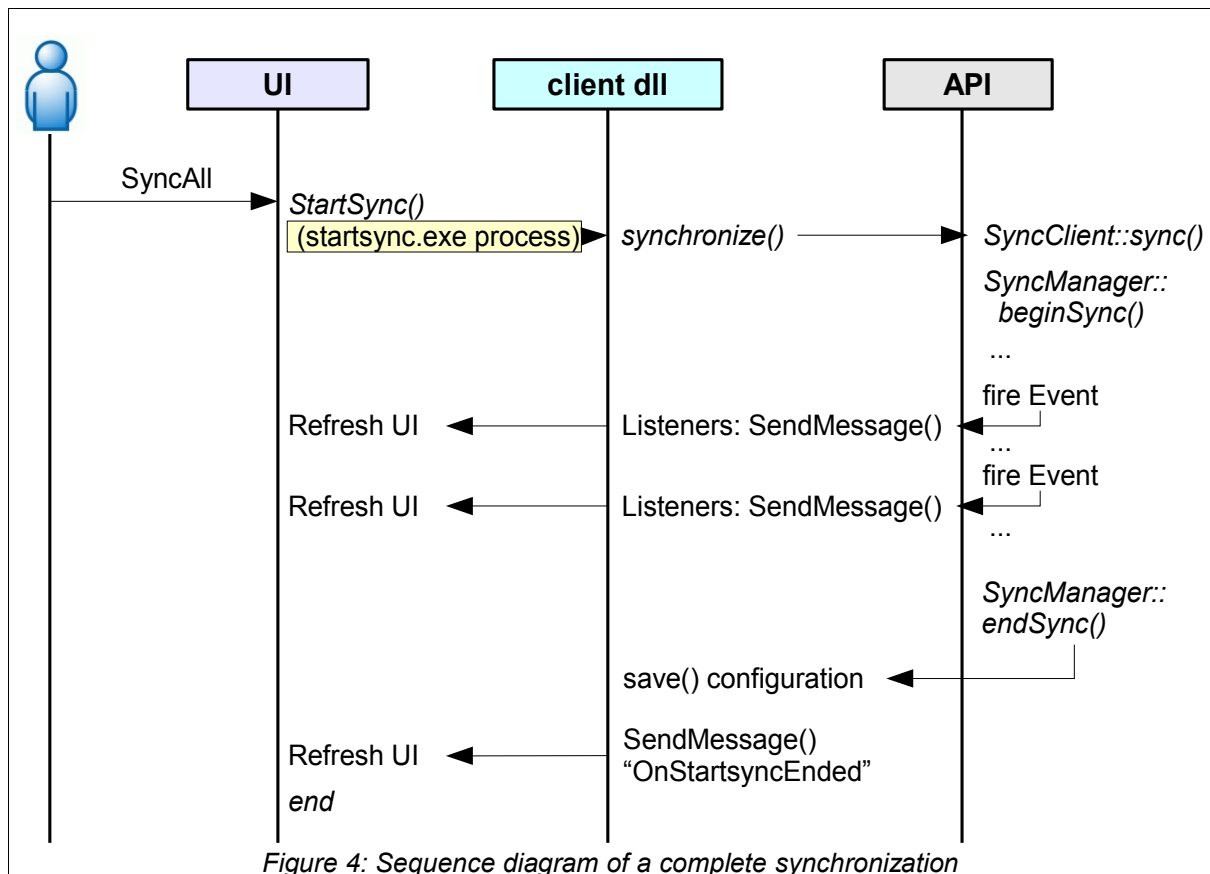 UI
client dll
API
SyncAll
StartSync()
(startsync.exe process)
synchronize()
SyncClient::sync()
SyncManager::
beginSync()
...
fire Event
Refresh UI
Listeners: SendMessage()
...
fire Event
Refresh UI
Listeners: SendMessage()
...
SyncManager::
endSync()
save() configuration
Refresh UI
SendMessage()
“OnStartsyncEnded”
end
Figure 4: Sequence diagram of a complete synchronization